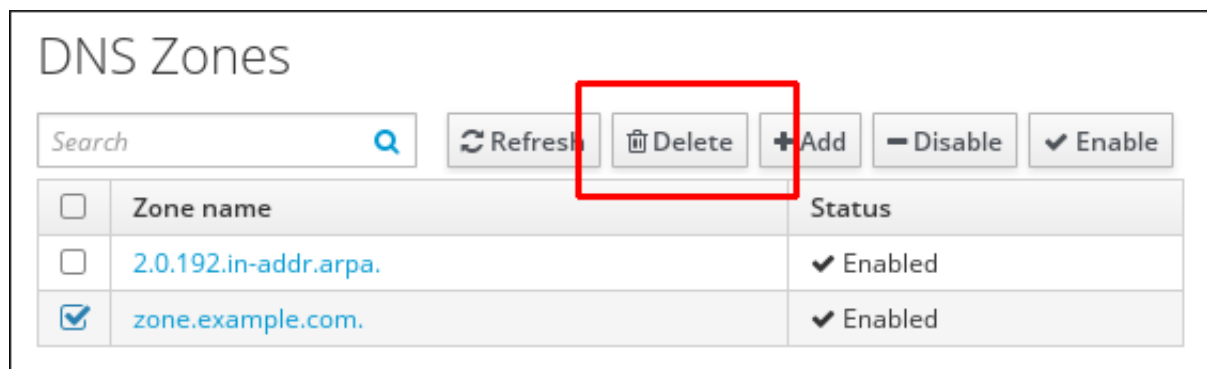 DNS Zones
Search Refresh Delete Add Disable Enable
Zone name Status
2.0.192.in-addr.arpa. Enabled
zone.example.com. Enabled